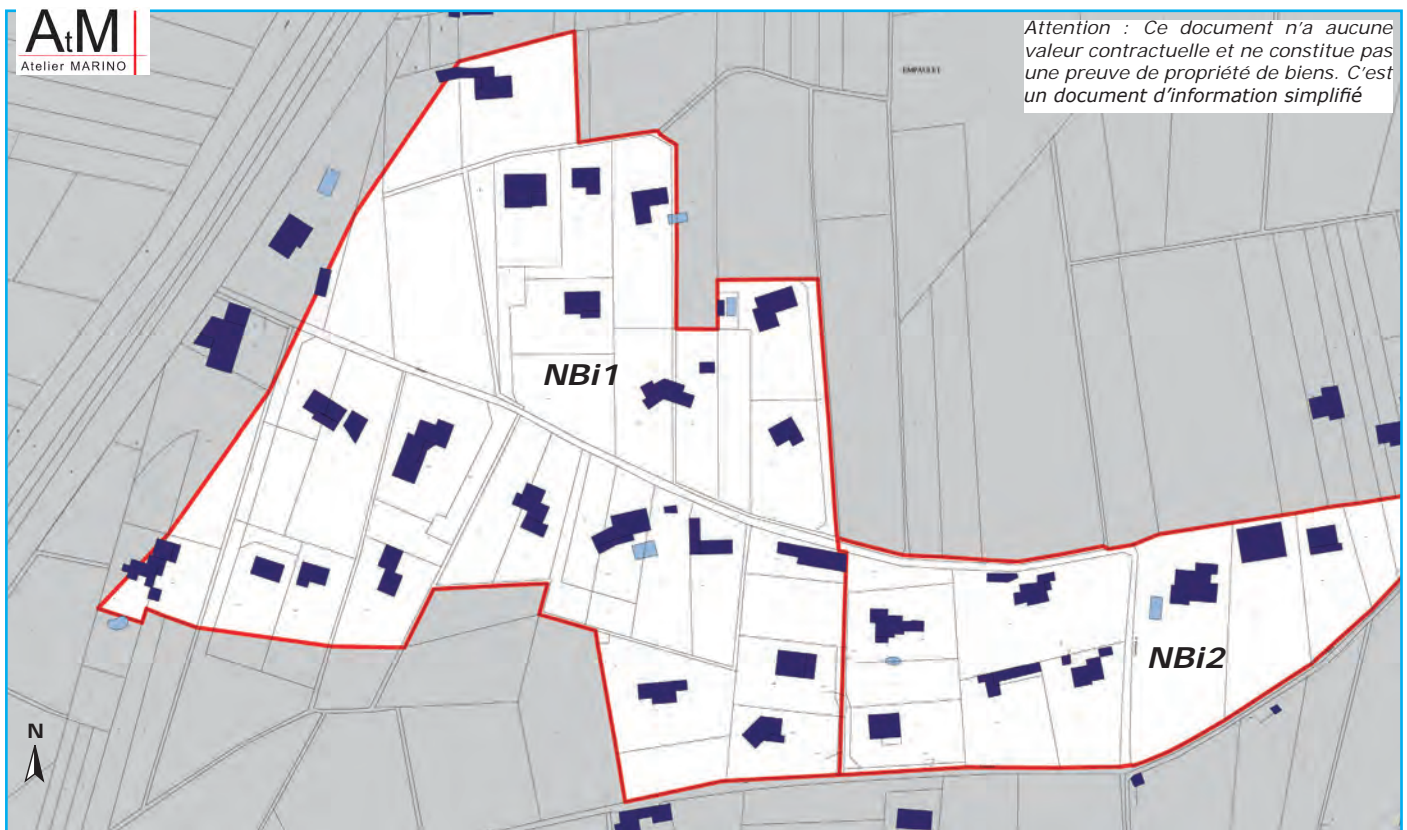 AtM
Atelier MARINO
Attention : Ce document n'a aucune
valeur contractuelle et ne constitue pas
une preuve de propriété de biens. C'est
un document d'information simplifié
NBi1
NBi2
N